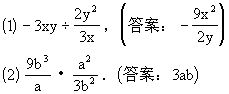 (1) －3xy÷2y²/3x，(答案：－9x²/2y)
(2) 9b³/a · a²/3b²．(答案：3ab)